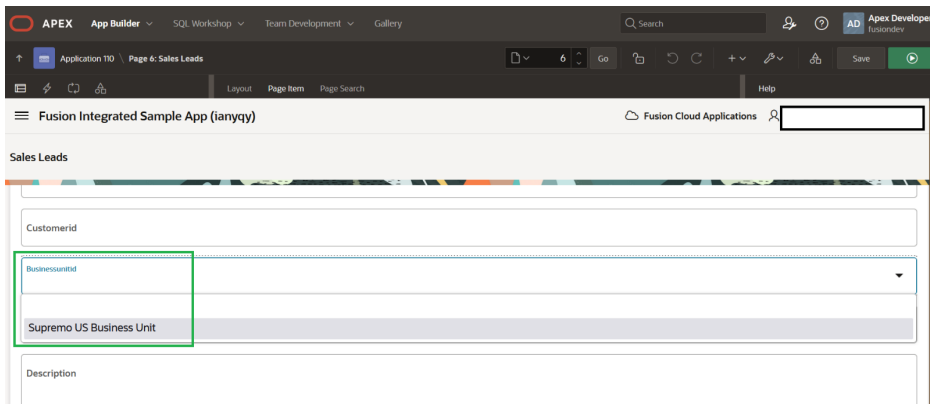 APEX App Builder SQL Workshop Team Development Gallery Search AD Apex Developer
fusiondev
Application 110 \ Page 6: Sales Leads 6 Go Save
Layout Page Item Page Search Help
Fusion Integrated Sample App (ianyqy) Fusion Cloud Applications
Sales Leads
Customerid
Businessunitid
Supremo US Business Unit
Description